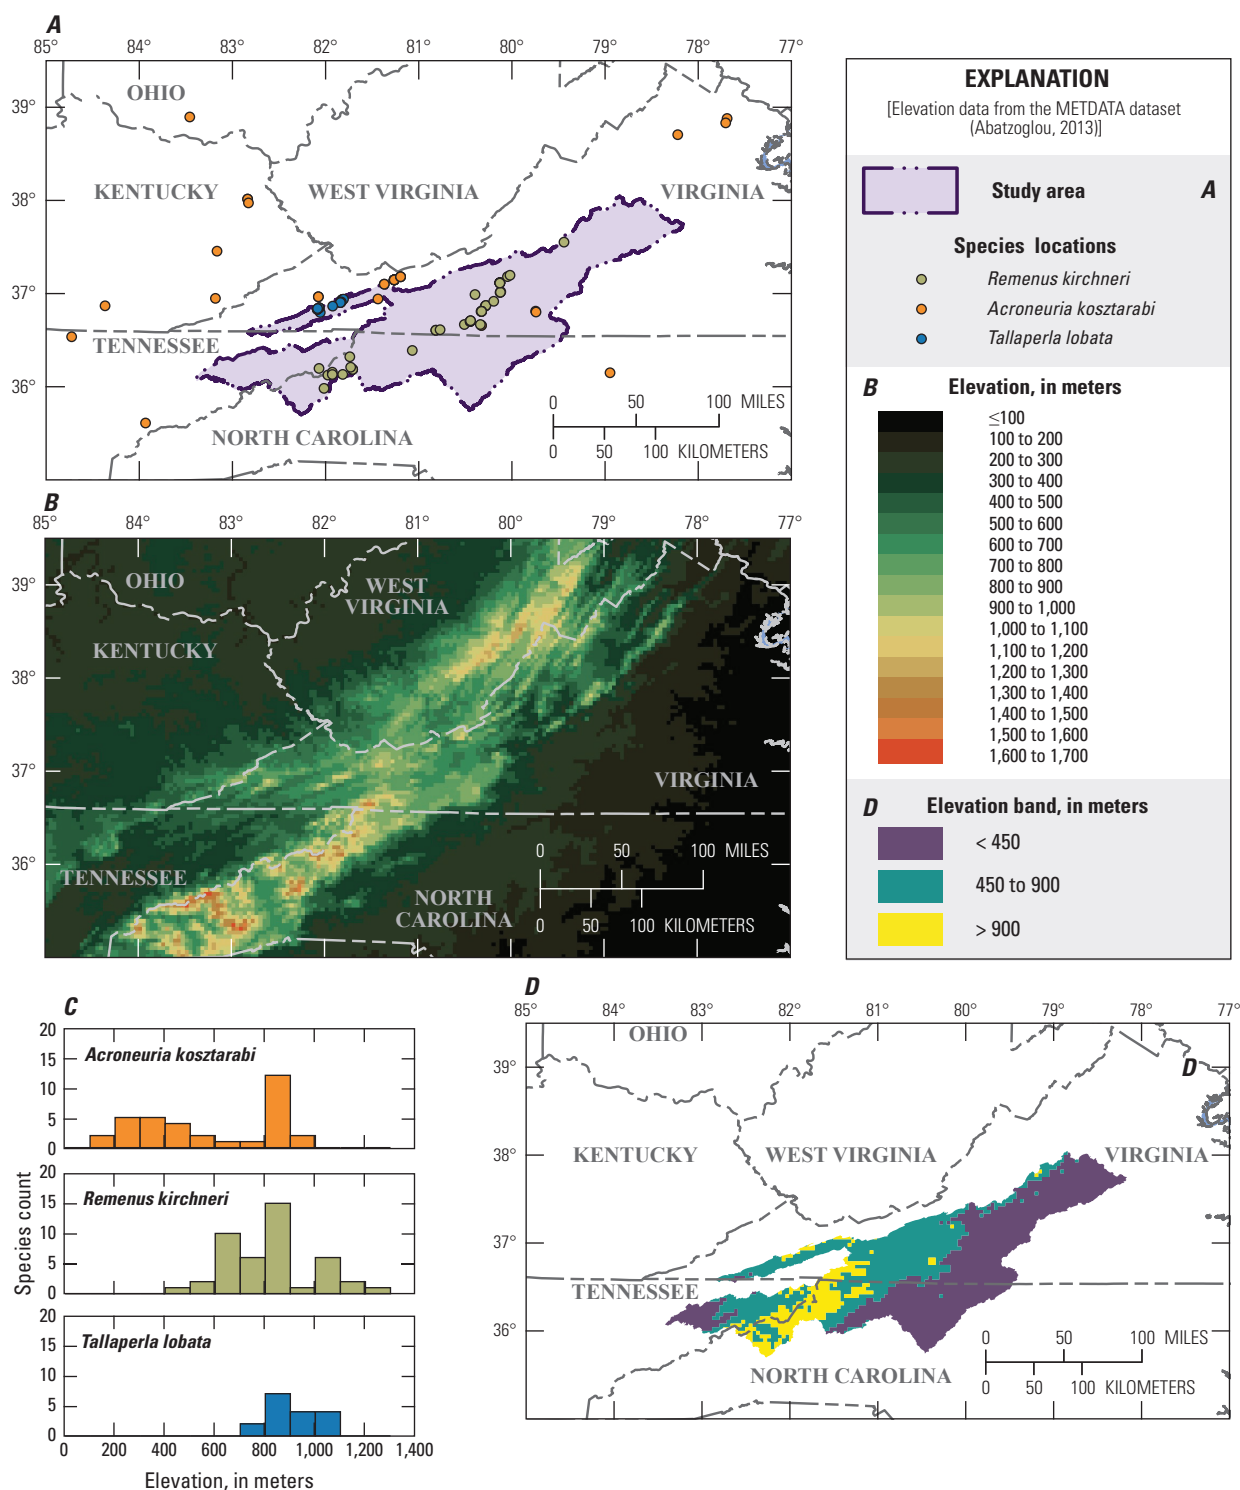 A
85° 84° 83° 82° 81° 80° 79° 78° 77°
39°
38°
37°
36°
OHIO
KENTUCKY
WEST VIRGINIA
VIRGINIA
TENNESSEE
NORTH CAROLINA
0 50 100 MILES
0 50 100 KILOMETERS
B
85° 84° 83° 82° 81° 80° 79° 78° 77°
39°
38°
37°
36°
OHIO
WEST
VIRGINIA
KENTUCKY
VIRGINIA
TENNESSEE
NORTH
CAROLINA
0 50 100 MILES
0 50 100 KILOMETERS
EXPLANATION
[Elevation data from the METDATA dataset
(Abatzoglou, 2013)]
Study area A
Species locations
Remenus kirchneri
Acroneuria kosztarabi
Tallaperla lobata
B Elevation, in meters
≤100
100 to 200
200 to 300
300 to 400
400 to 500
500 to 600
600 to 700
700 to 800
800 to 900
900 to 1,000
1,000 to 1,100
1,100 to 1,200
1,200 to 1,300
1,300 to 1,400
1,400 to 1,500
1,500 to 1,600
1,600 to 1,700
D Elevation band, in meters
< 450
450 to 900
> 900
C
20
15
10
5
0
Acroneuria kosztarabi
20
15
10
5
0
Remenus kirchneri
20
15
10
5
0
Tallaperla lobata
Species count
0 200 400 600 800 1,000 1,200 1,400
Elevation, in meters
D
85° 84° 83° 82° 81° 80° 79° 78° 77°
39°
38°
37°
36°
OHIO
D
KENTUCKY
WEST VIRGINIA
VIRGINIA
TENNESSEE
NORTH CAROLINA
0 50 100 MILES
0 50 100 KILOMETERS